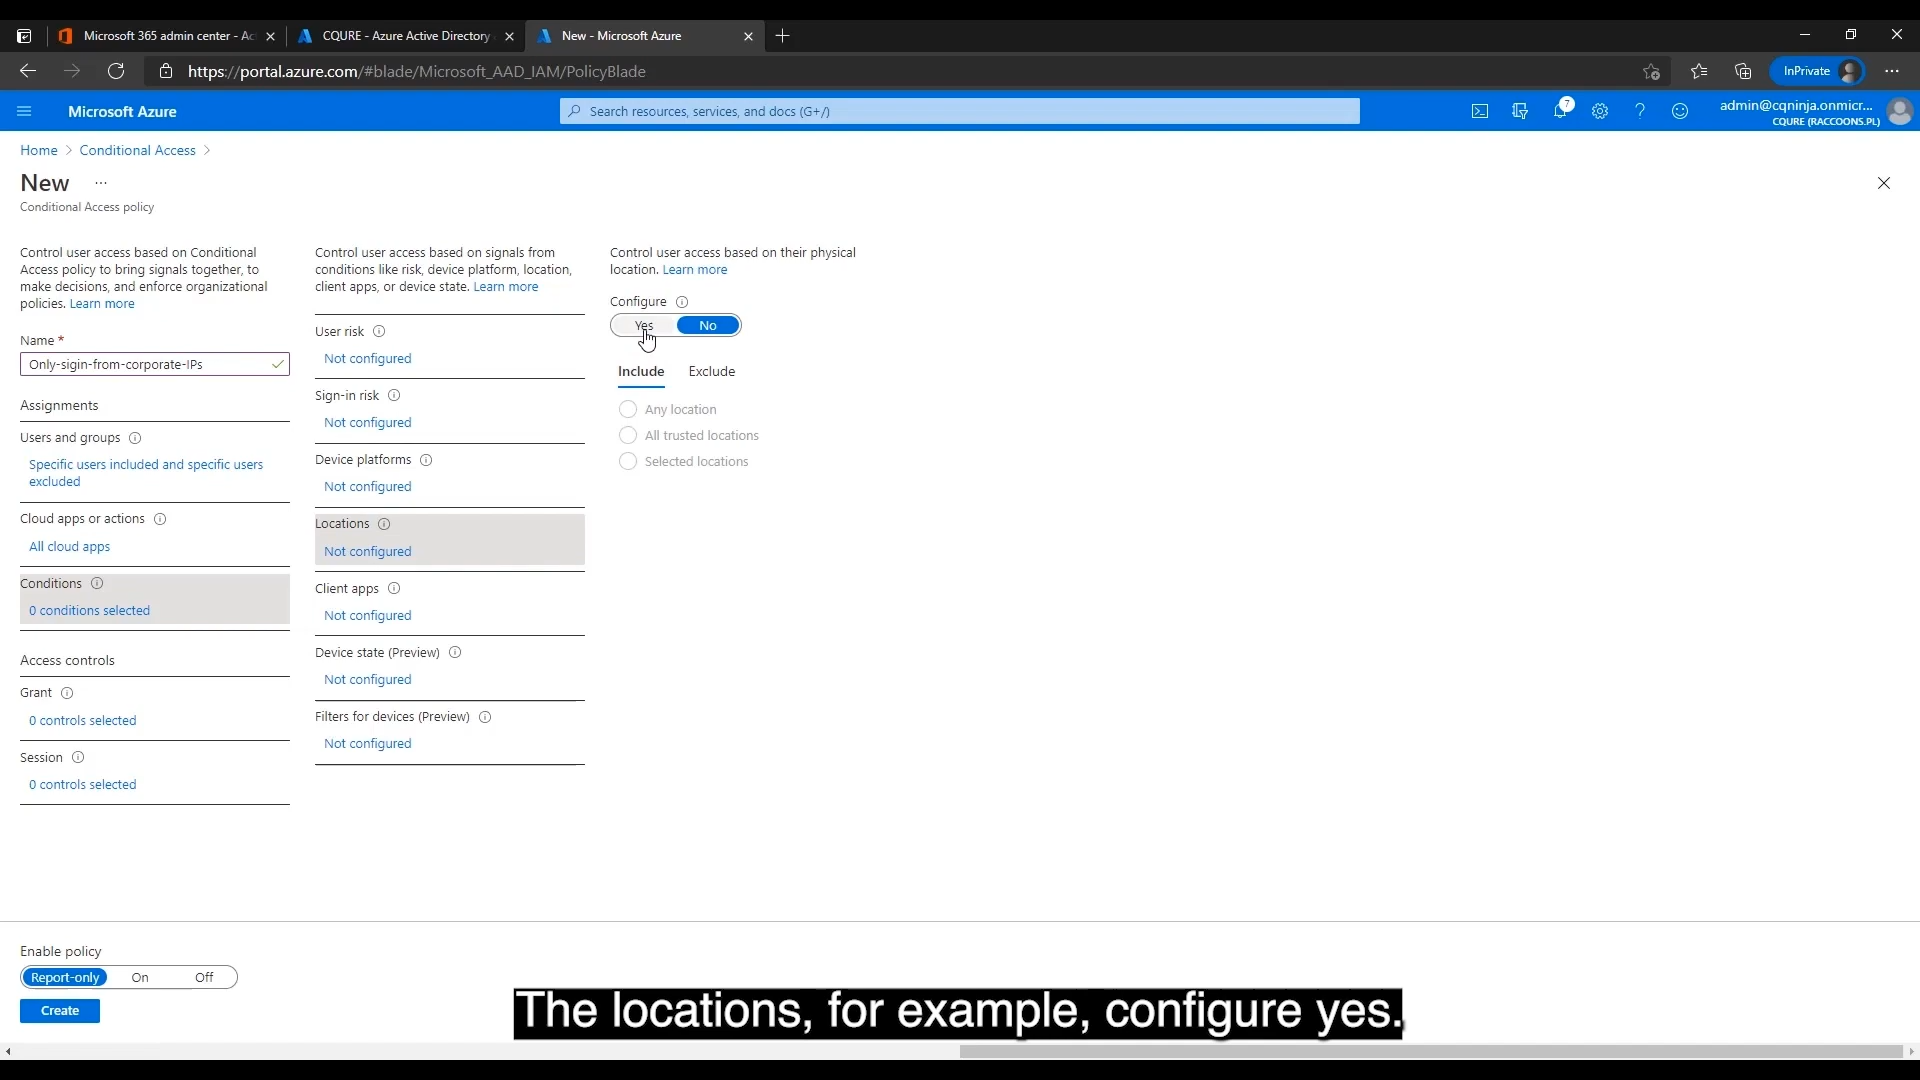 Microsoft 365 admin center - Ac
CQURE - Azure Active Directory
New - Microsoft Azure
https://portal.azure.com/#blade/Microsoft_AAD_IAM/PolicyBlade
InPrivate
Microsoft Azure
Search resources, services, and docs (G+/)
7
admin@cqninja.onmicr...
CQURE (RACCOONS.PL)
Home > Conditional Access >
New ...
Conditional Access policy
Control user access based on Conditional
Access policy to bring signals together, to
make decisions, and enforce organizational
policies. Learn more
Name *
Only-sigin-from-corporate-IPs
Assignments
Users and groups
Specific users included and specific users
excluded
Cloud apps or actions
All cloud apps
Conditions
0 conditions selected
Access controls
Grant
0 controls selected
Session
0 controls selected
Control user access based on signals from
conditions like risk, device platform, location,
client apps, or device state. Learn more
User risk
Not configured
Sign-in risk
Not configured
Device platforms
Not configured
Locations
Not configured
Client apps
Not configured
Device state (Preview)
Not configured
Filters for devices (Preview)
Not configured
Control user access based on their physical
location. Learn more
Configure
Yes No
Include Exclude
Any location
All trusted locations
Selected locations
Enable policy
Report-only On Off
Create
The locations, for example, configure yes.